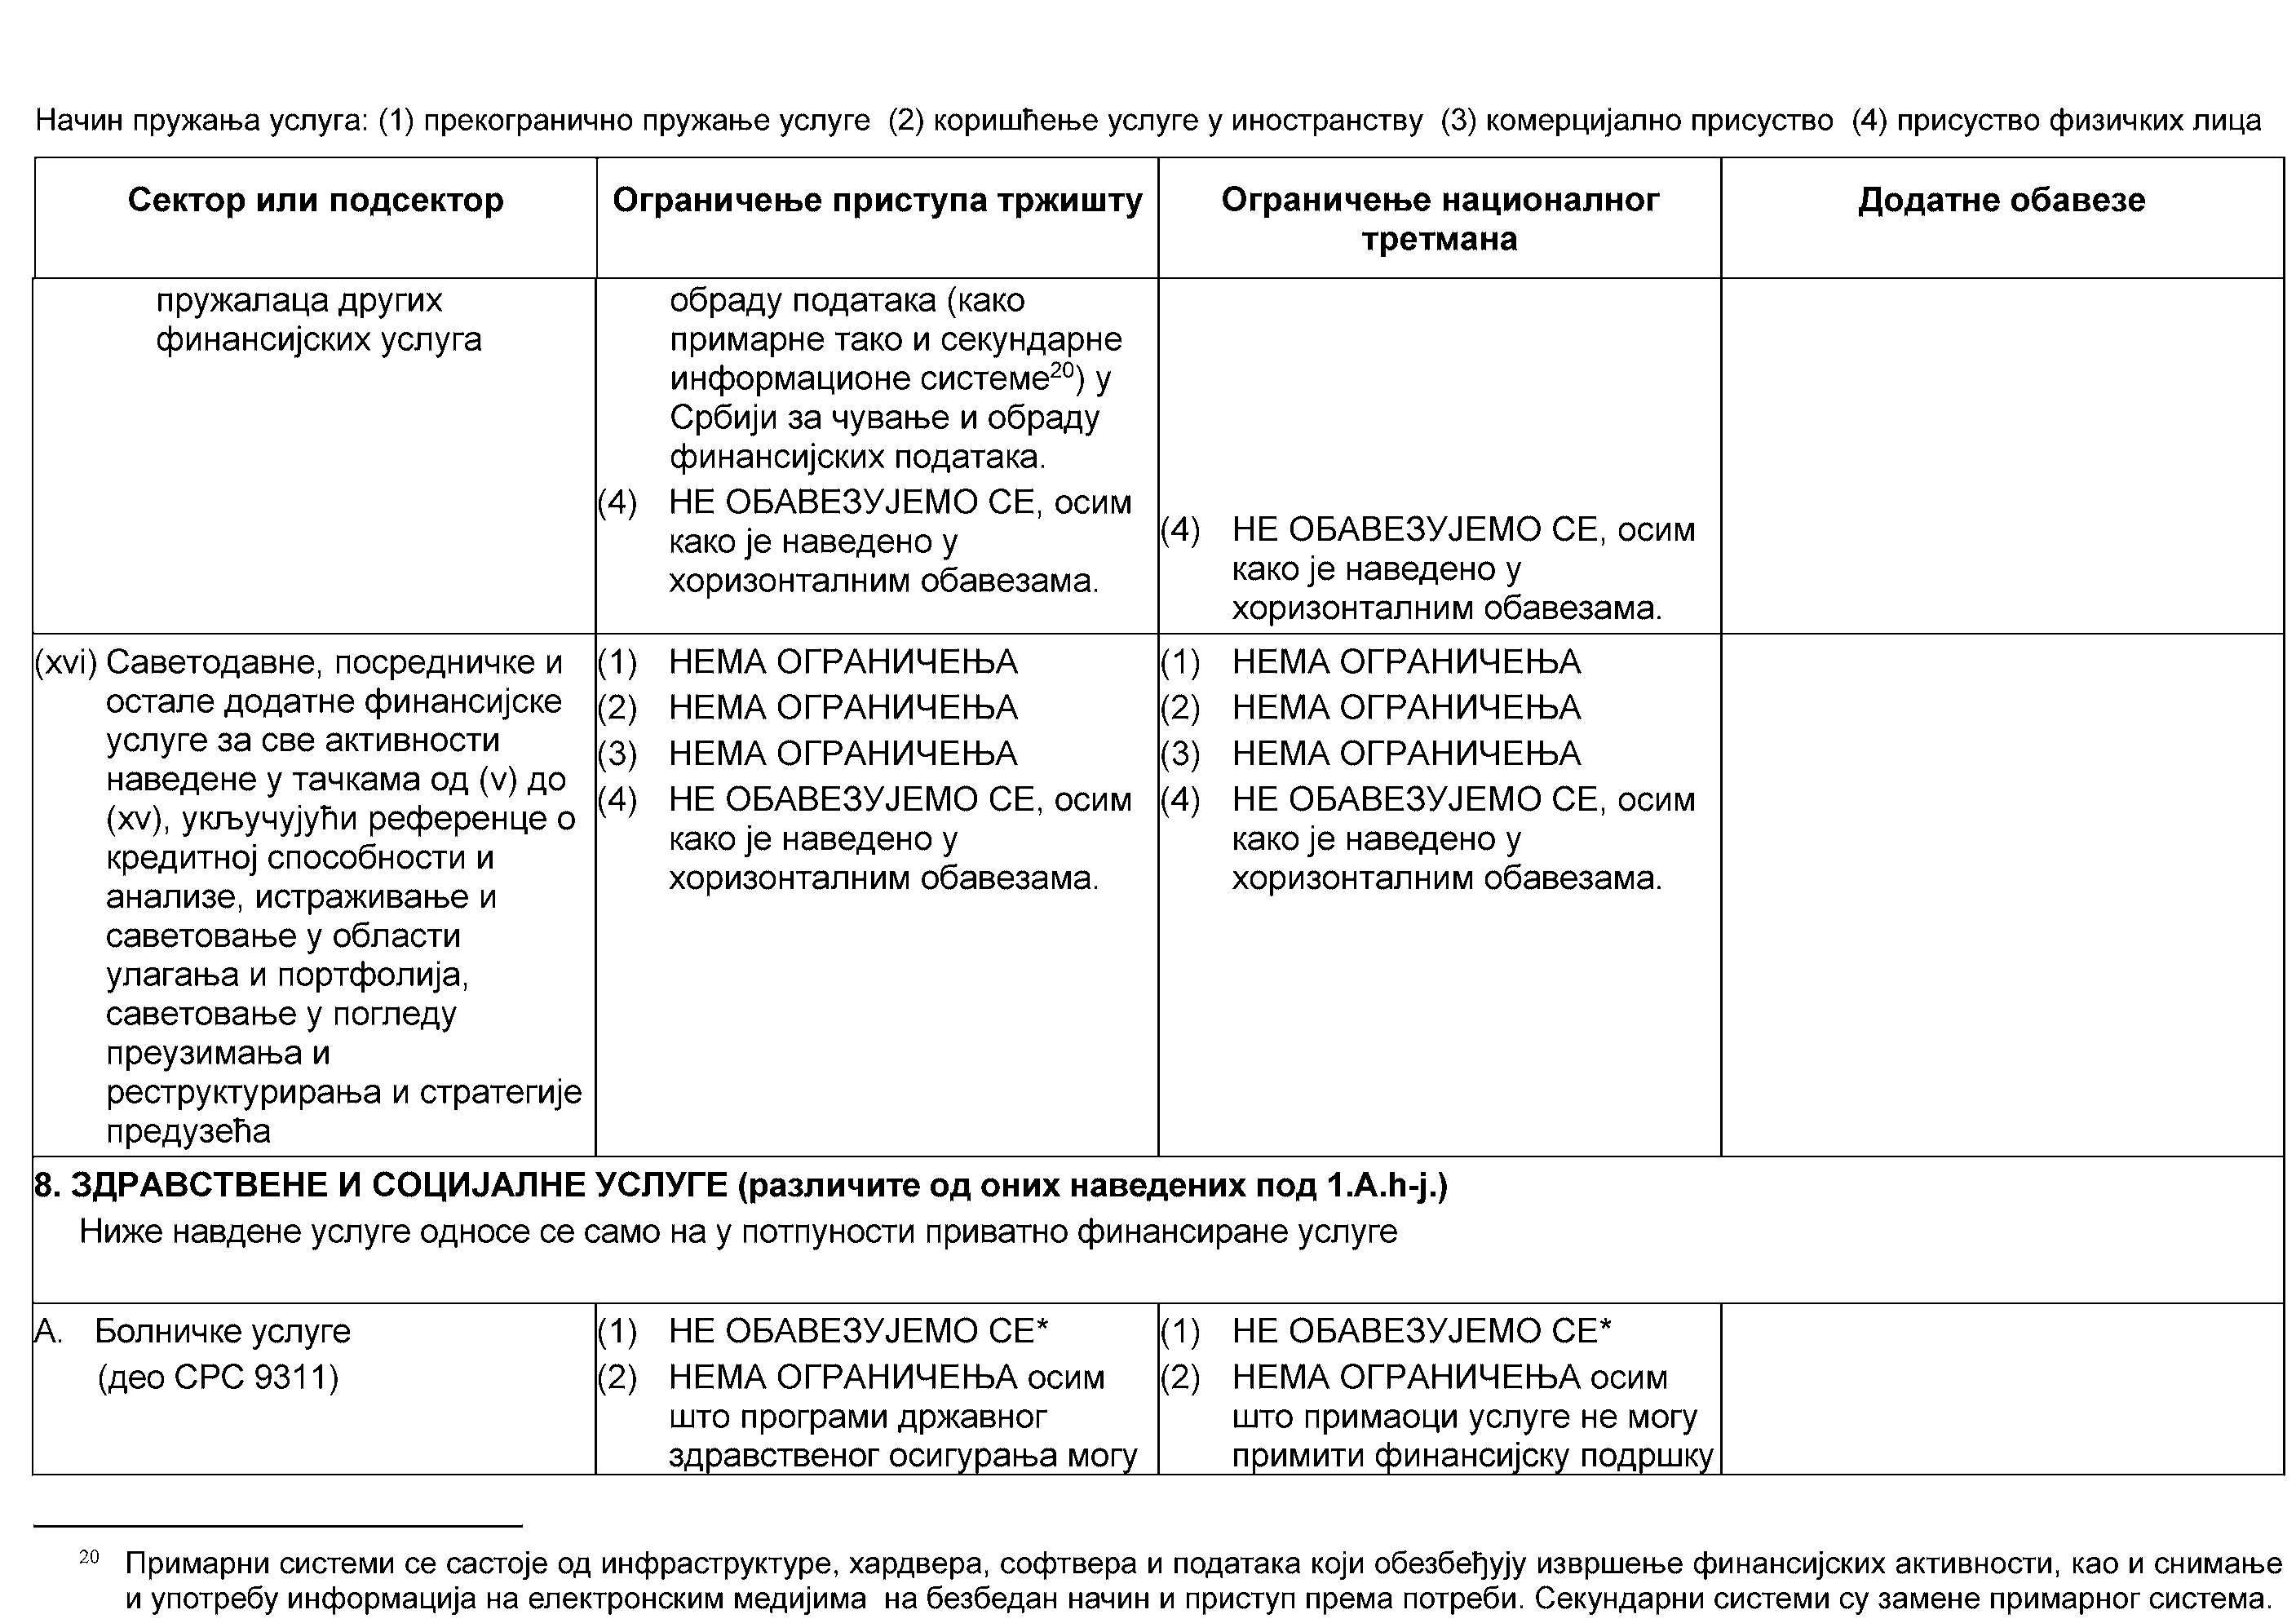 Начин пружања услуга: (1) прекогранично пружање услуге (2) коришћење услуге у иностранству (3) комерцијално присуство (4) присуство физичких лица
Сектор или подсектор
Ограничење приступа тржишту
Ограничење националног
третмана
Додатне обавезе
пружалаца других
финансијских услуга
обраду података (како
примарне тако и секундарне
информационе системе20) у
Србији за чување и обраду
финансијских података.
(4) НЕ ОБАВЕЗУЈЕМО СЕ, осим
како је наведено у
хоризонталним обавезама.
(4) НЕ ОБАВЕЗУЈЕМО СЕ, осим
како је наведено у
хоризонталним обавезама.
(xvi) Саветодавне, посредничке и
остале додатне финансијске
услуге за све активности
наведене у тачкама од (v) до
(xv), укључујући референце о
кредитној способности и
анализе, истраживање и
саветовање у области
улагања и портфолија,
саветовање у погледу
преузимања и
реструктурирања и стратегије
предузећа
(1) НЕМА ОГРАНИЧЕЊА
(2) НЕМА ОГРАНИЧЕЊА
(3) НЕМА ОГРАНИЧЕЊА
(4) НЕ ОБАВЕЗУЈЕМО СЕ, осим
како је наведено у
хоризонталним обавезама.
(1) НЕМА ОГРАНИЧЕЊА
(2) НЕМА ОГРАНИЧЕЊА
(3) НЕМА ОГРАНИЧЕЊА
(4) НЕ ОБАВЕЗУЈЕМО СЕ, осим
како је наведено у
хоризонталним обавезама.
8. ЗДРАВСТВЕНЕ И СОЦИЈАЛНЕ УСЛУГЕ (различите од оних наведених под 1.A.h-j.)
Ниже навдене услуге односе се само на у потпуности приватно финансиране услуге
A. Болничке услуге
(део CPC 9311)
(1) НЕ ОБАВЕЗУЈЕМО СЕ*
(2) НЕМА ОГРАНИЧЕЊА осим
што програми државног
здравственог осигурања могу
(1) НЕ ОБАВЕЗУЈЕМО СЕ*
(2) НЕМА ОГРАНИЧЕЊА осим
што примаоци услуге не могу
примити финансијску подршку
20 Примарни системи се састоје од инфраструктуре, хардвера, софтвера и података који обезбеђују извршење финансијских активности, као и снимање
и употребу информација на електронским медијима на безбедан начин и приступ према потреби. Секундарни системи су замене примарног система.